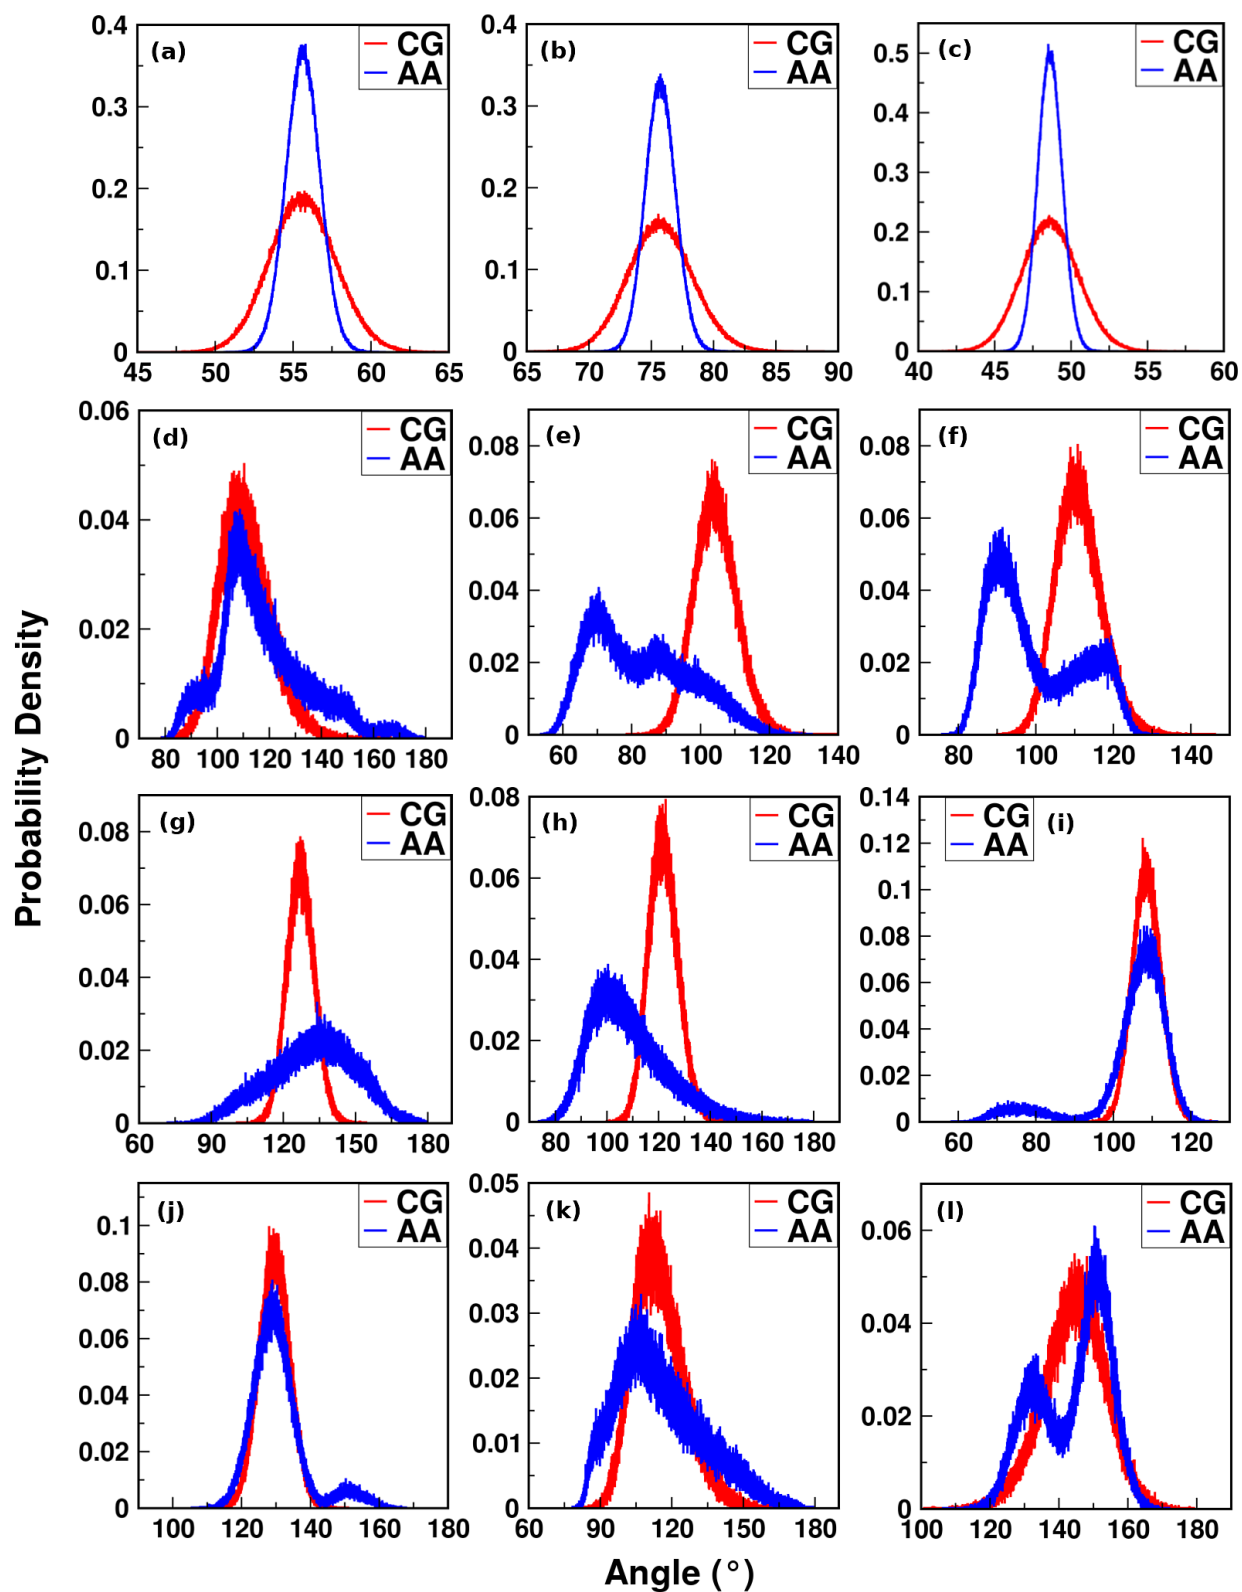 (a) CG
AA
0.4
0.3
0.2
0.1
0
45 50 55 60 65
(b) CG
AA
0.4
0.3
0.2
0.1
0
65 70 75 80 85 90
(c) CG
AA
0.5
0.4
0.3
0.2
0.1
0
40 45 50 55 60
(d) CG
AA
0.06
0.04
0.02
0
80 100 120 140 160 180
(e) CG
AA
0.08
0.06
0.04
0.02
0
60 80 100 120 140
(f) CG
AA
0.08
0.06
0.04
0.02
0
80 100 120 140
Probability Density
(g) CG
AA
0.08
0.06
0.04
0.02
0
60 90 120 150 180
(h) CG
AA
0.08
0.06
0.04
0.02
0
80 100 120 140 160 180
CG (i)
AA
0.14
0.12
0.1
0.08
0.06
0.04
0.02
0
60 80 100 120
(j) CG
AA
0.1
0.08
0.06
0.04
0.02
0
100 120 140 160 180
(k) CG
AA
0.05
0.04
0.03
0.02
0.01
0
60 90 120 150 180
(l) CG
AA
0.06
0.04
0.02
0
100 120 140 160 180
Angle (°)